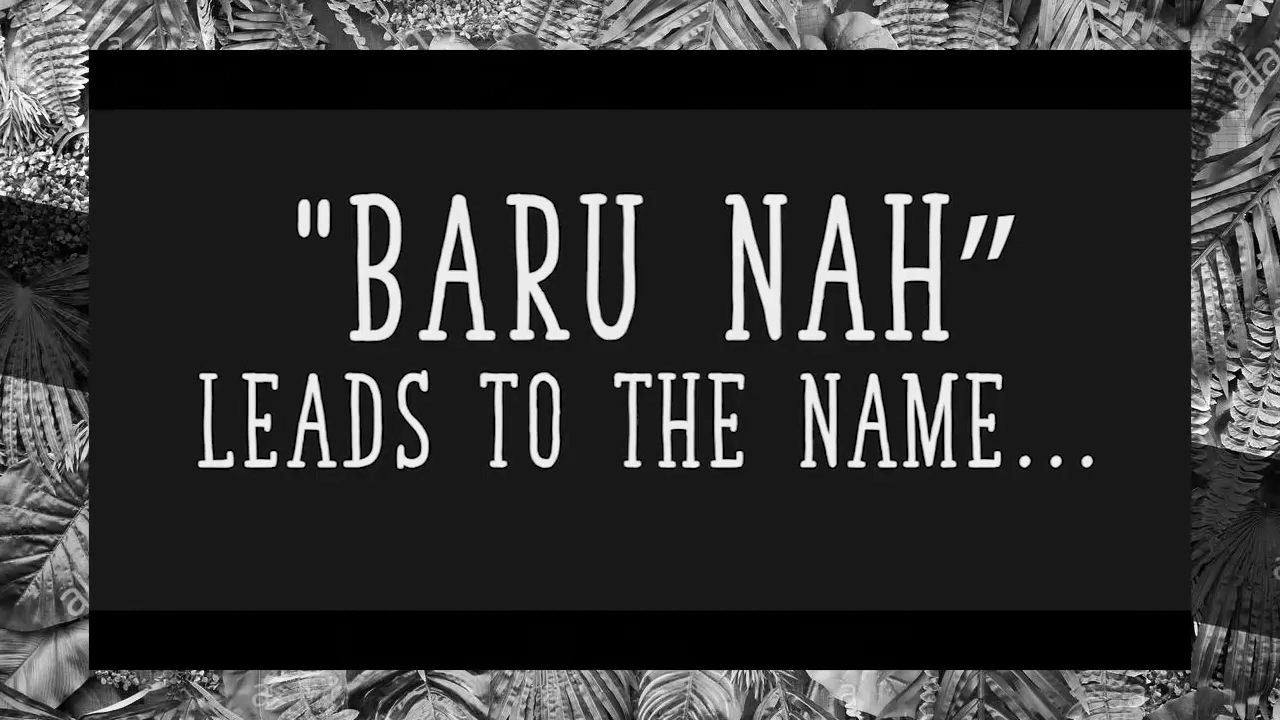 "BARU NAH”
LEADS TO THE NAME...